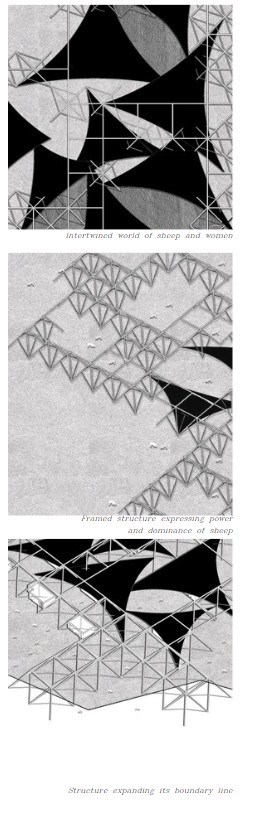 intertwined world of sheep and women
Framed structure expressing power
and dominance of sheep
Structure expanding its boundary line